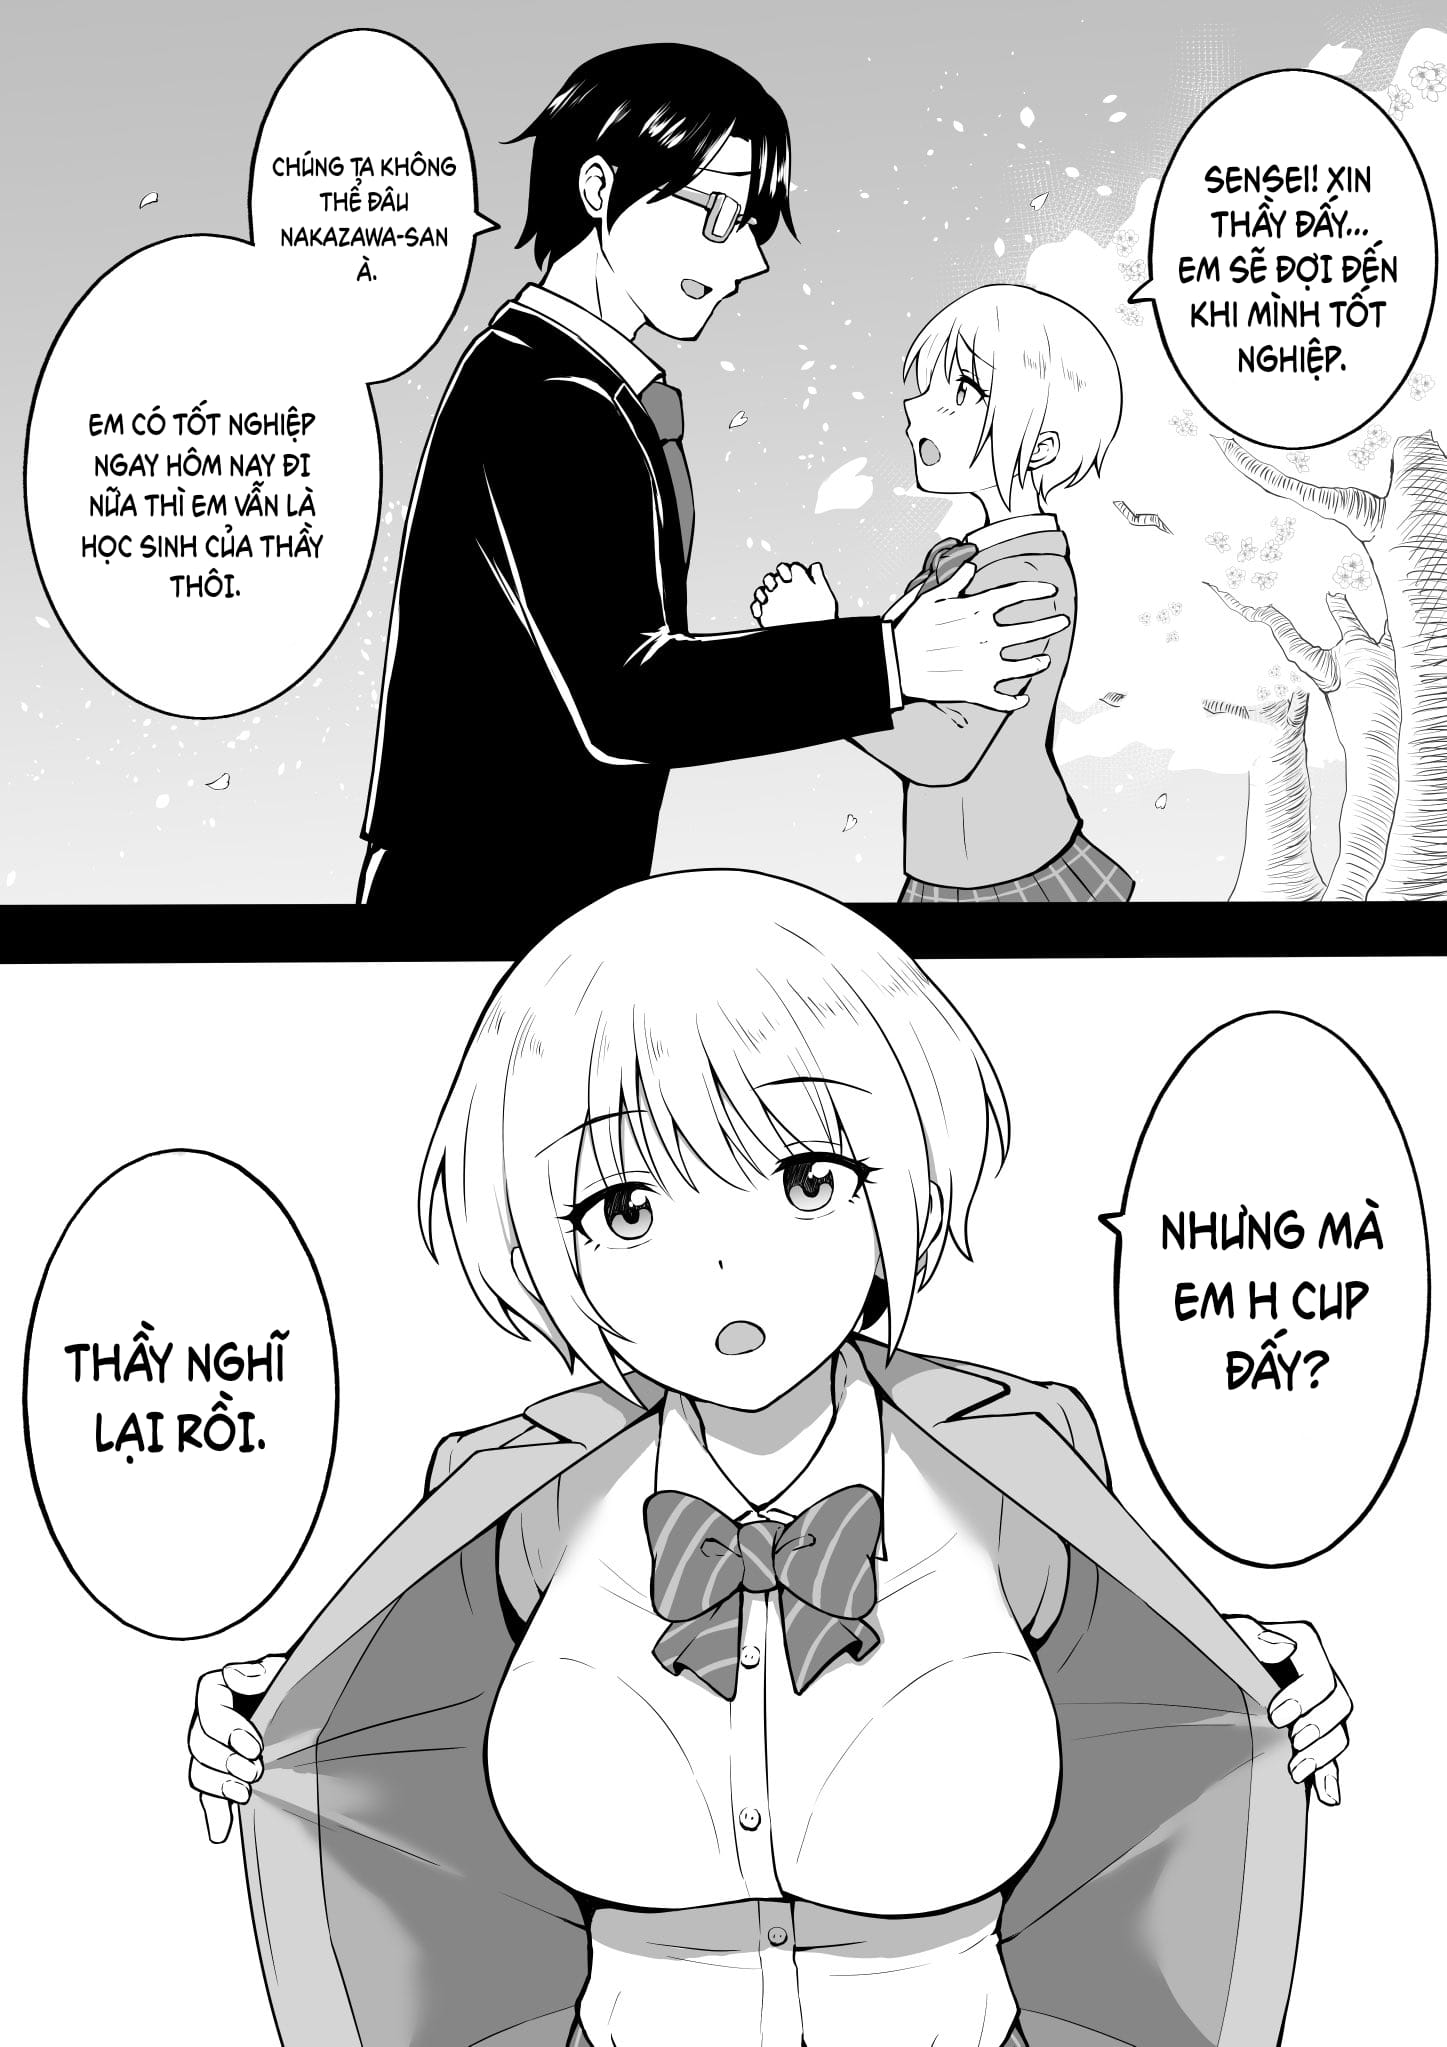 SENSEI! XIN
THẦY ĐẤY...
EM SẼ ĐỢI ĐẾN
KHI MÌNH TỐT
NGHIỆP.
CHÚNG TA KHÔNG
THỂ ĐÂU
NAKAZAWA-SAN
À.
EM CÓ TỐT NGHIỆP
NGAY HÔM NAY ĐI
NỮA THÌ EM VẪN LÀ
HỌC SINH CỦA THẦY
THÔI.
NHƯNG MÀ
EM H CUP
ĐẤY?
THẦY NGHĨ
LẠI RỒI.